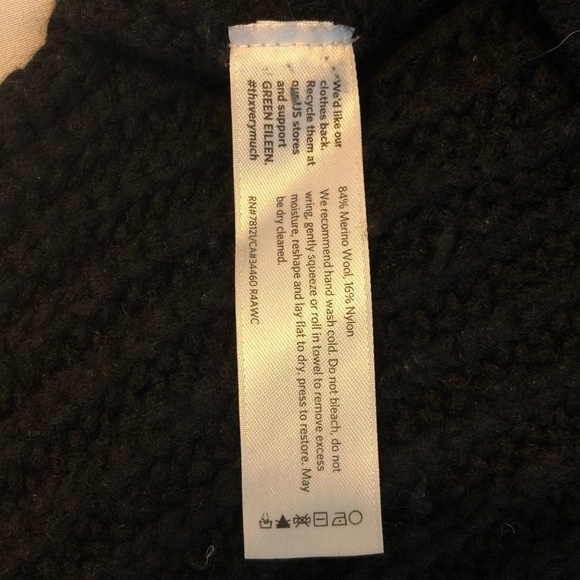 "We'd like our
clothes back.
Recycle them at
our US stores
and support
GREEN EILEEN.
#thxverymuch
84% Merino Wool, 16% Nylon
We recommend hand wash cold. Do not bleach, do not
wring, gently squeeze or roll in towel to remove excess
moisture, reshape and lay flat to dry, press to restore. May
be dry cleaned.
RN#78121/CA#34460 R4AWC